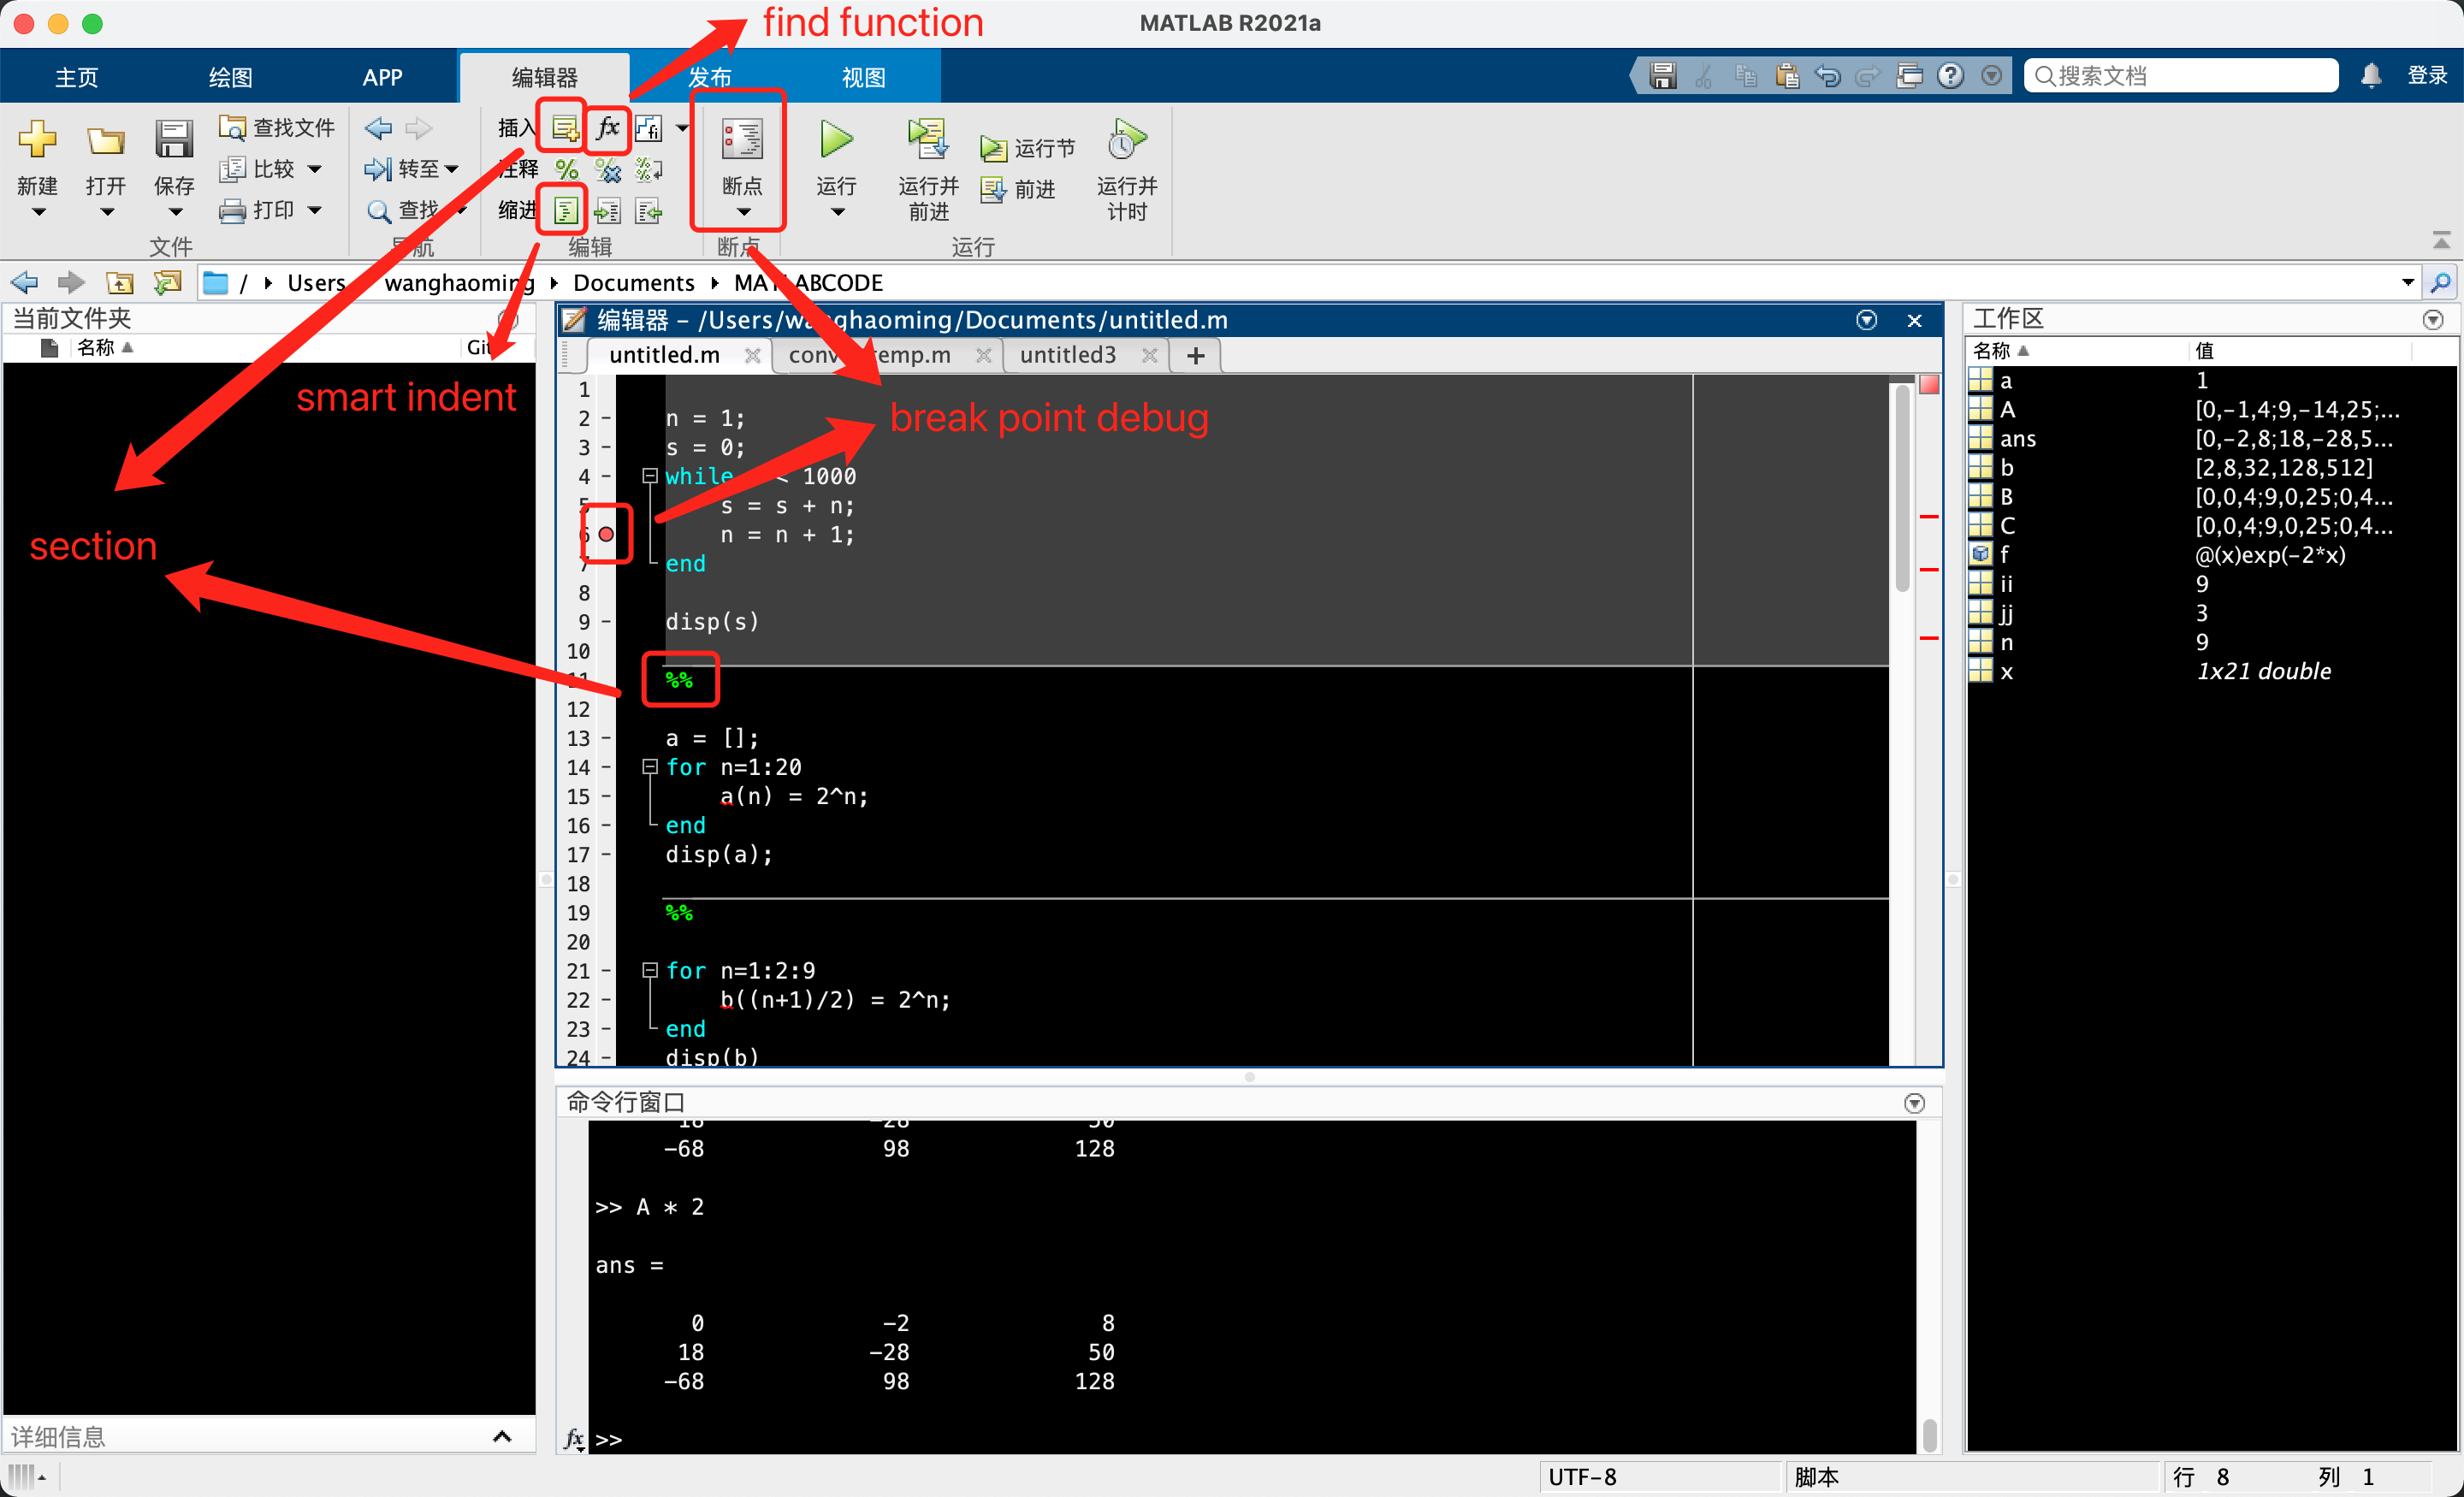 find function
MATLAB R2021a
主页 绘图 APP 编辑器 发布 视图
搜索文档
登录
新建
打开
保存
查找文件
比较
打印
文件
转至
查找
插入
注释
缩进
编辑
断点
断点
运行
运行并
前进
运行节
前进
运行并
计时
运行
/ Users wanghaoming Documents MATLABCODE
当前文件夹
名称
Git
smart indent
section
详细信息
编辑器 - /Users/wanghaoming/Documents/untitled.m
untitled.m
untitled3
break point debug
1
2 n = 1;
3 s = 0;
4 while < 1000
5 s = s + n;
6 n = n + 1;
7 end
8
9 disp(s)
10
11 %%
12
13 a = [];
14 for n=1:20
15 a(n) = 2^n;
16 end
17 disp(a);
18
19 %%
20
21 for n=1:2:9
22 b((n+1)/2) = 2^n;
23 end
24 disp(b)
命令行窗口
18 -28 50
-68 98 128
>> A * 2
ans =
0 -2 8
18 -28 50
-68 98 128
fx >>
工作区
名称 值
a 1
A [0,-1,4;9,-14,25;...
ans [0,-2,8;18,-28,5...
b [2,8,32,128,512]
B [0,0,4;9,0,25;0,4...
C [0,0,4;9,0,25;0,4...
f @(x)exp(-2*x)
ii 9
jj 3
n 9
x 1x21 double
UTF-8
脚本
行 8
列 1